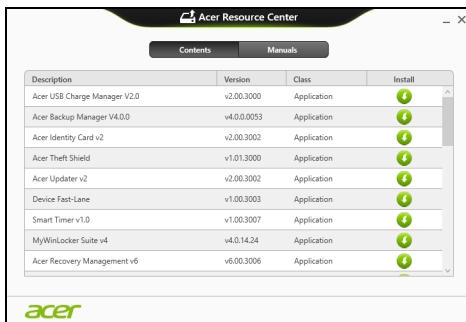 Acer Resource Center
Contents Manuals
Description Version Class Install
Acer USB Charge Manager V2.0 v2.00.3000 Application
Acer Backup Manager V4.0.0 v4.0.0.0053 Application
Acer Identity Card v2 v2.00.3002 Application
Acer Theft Shield v1.01.3000 Application
Acer Updater v2 v2.00.3002 Application
Device Fast-Lane v1.00.3003 Application
Smart Timer v1.0 v1.00.3007 Application
MyWinLocker Suite v4 v4.0.14.24 Application
Acer Recovery Management v6 v6.00.3006 Application
acer